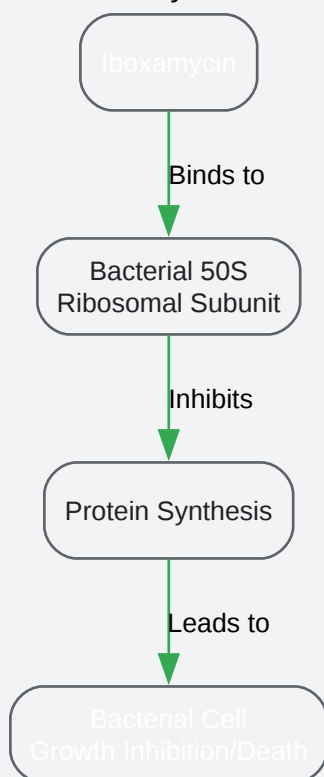 Iboxamycin
Binds to
Bacterial 50S
Ribosomal Subunit
Inhibits
Protein Synthesis
Leads to
Bacterial Cell
Growth Inhibition/Death